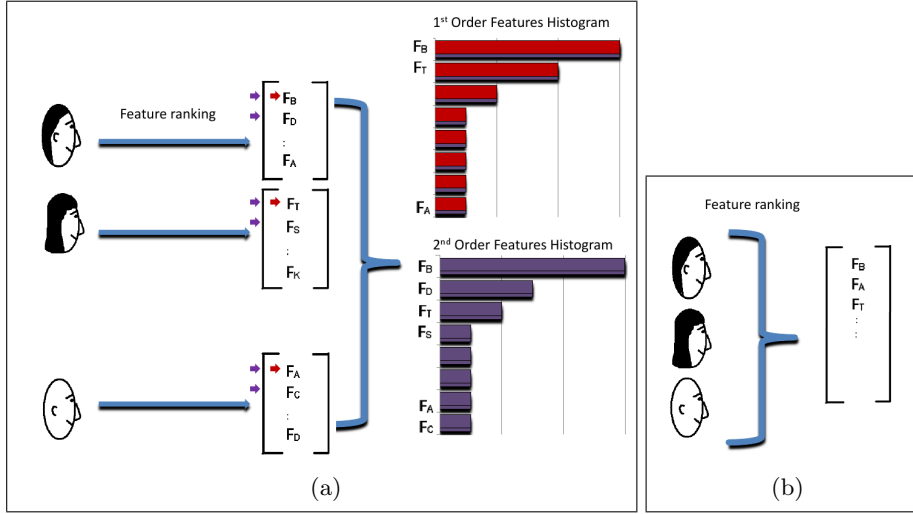 Feature ranking
F_B
F_D
:
F_A
F_T
F_S
:
F_K
F_A
F_C
:
F_D
1st Order Features Histogram
F_B
F_T
F_A
2nd Order Features Histogram
F_B
F_D
F_T
F_S
F_A
F_C
(a)
Feature ranking
F_B
F_A
F_T
:
:
(b)